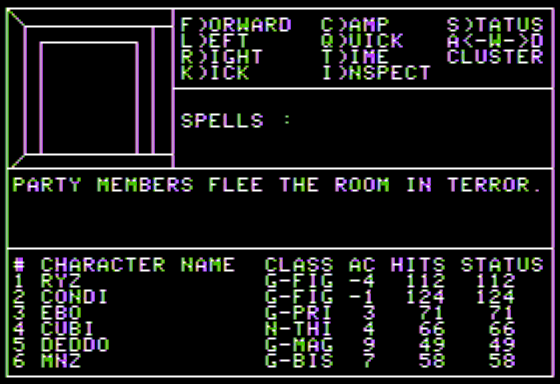 F)ORWARD C)AMP S)TATUS
L)EFT Q)UICK A<-W->D
R)IGHT T)IME CLUSTER
K)ICK I)NSPECT
SPELLS :
PARTY MEMBERS FLEE THE ROOM IN TERROR.
# CHARACTER NAME CLASS AC HITS STATUS
1 RYZ G-FIG -4 112 112
2 CONDI G-FIG -1 124 124
3 EBO G-PRI 3 71 71
4 CUBI N-THI 4 66 66
5 DEDDO G-MAG 9 49 49
6 MNZ G-BIS 7 58 58